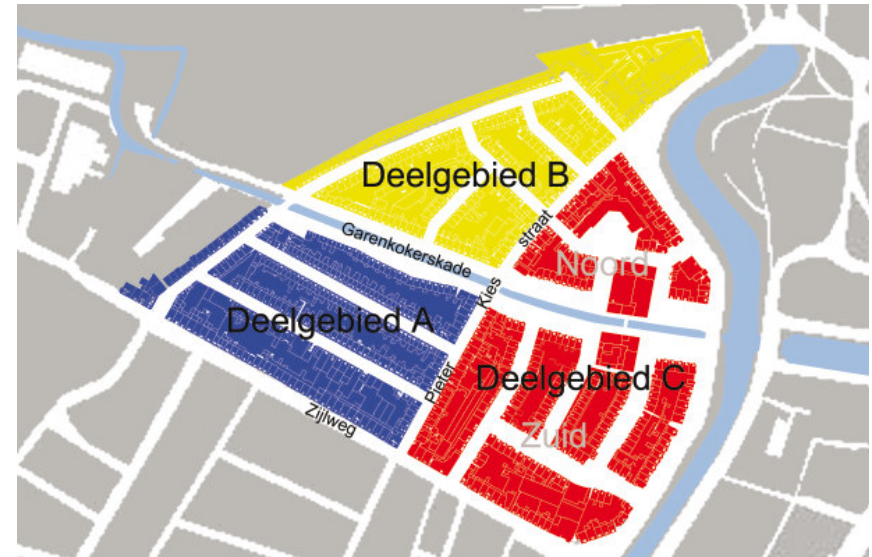 Deelgebied B
straat
Garenkokerskade
Noord
Kies
Deelgebied A
Pieter
Deelgebied C
Zijlweg
Zuid